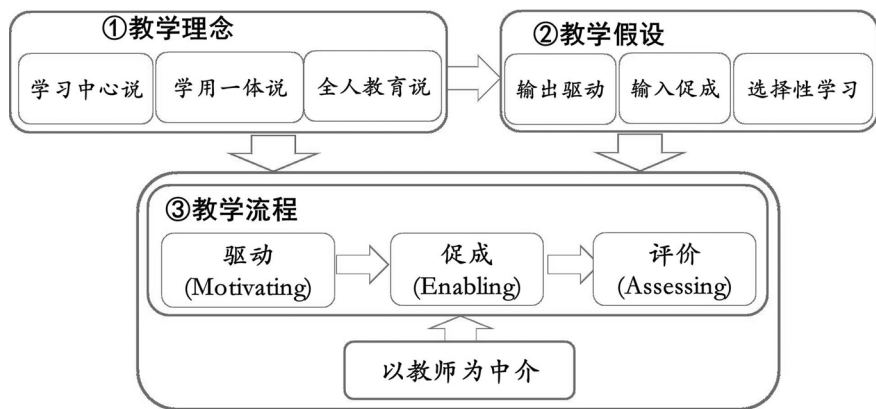 ①教学理念
学习中心说
学用一体说
全人教育说
②教学假设
输出驱动
输入促成
选择性学习
③教学流程
驱动
(Motivating)
促成
(Enabling)
评价
(Assessing)
以教师为中介